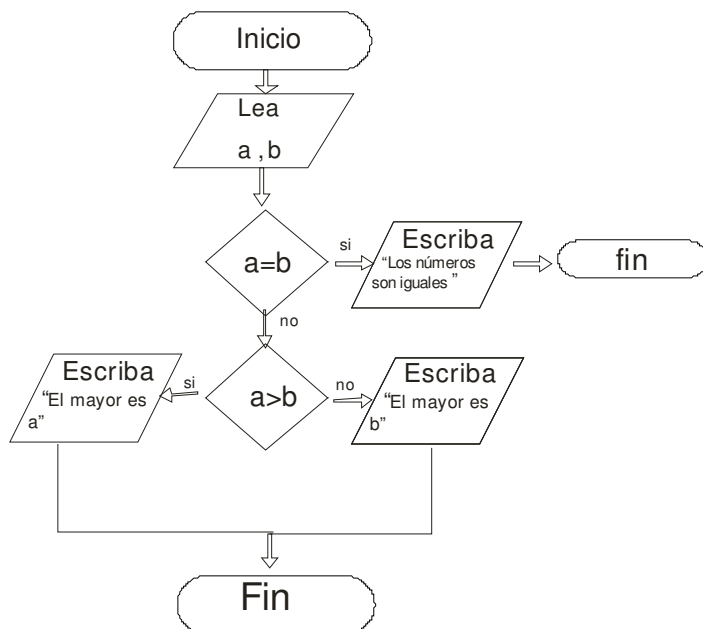 Inicio
Lea
a , b
a=b
si
Escriba
“Los números
son iguales ”
fin
no
a>b
si
Escriba
“El mayor es
a”
no
Escriba
“El mayor es
b”
Fin